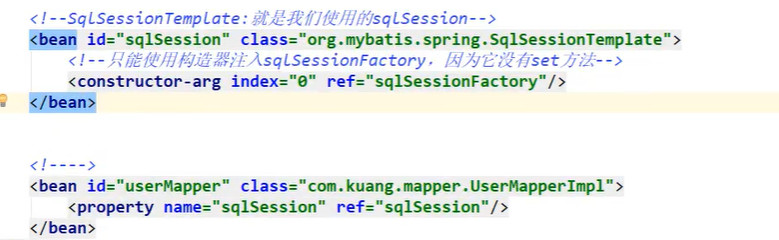 <!--SqlSessionTemplate:就是我们使用的sqlSession-->
<bean id="sqlSession" class="org.mybatis.spring.SqlSessionTemplate">
<!--只能使用构造器注入sqlSessionFactory，因为它没有set方法-->
<constructor-arg index="0" ref="sqlSessionFactory"/>
</bean>
<!---->
<bean id="userMapper" class="com.kuang.mapper.UserMapperImpl">
<property name="sqlSession" ref="sqlSession"/>
</bean>